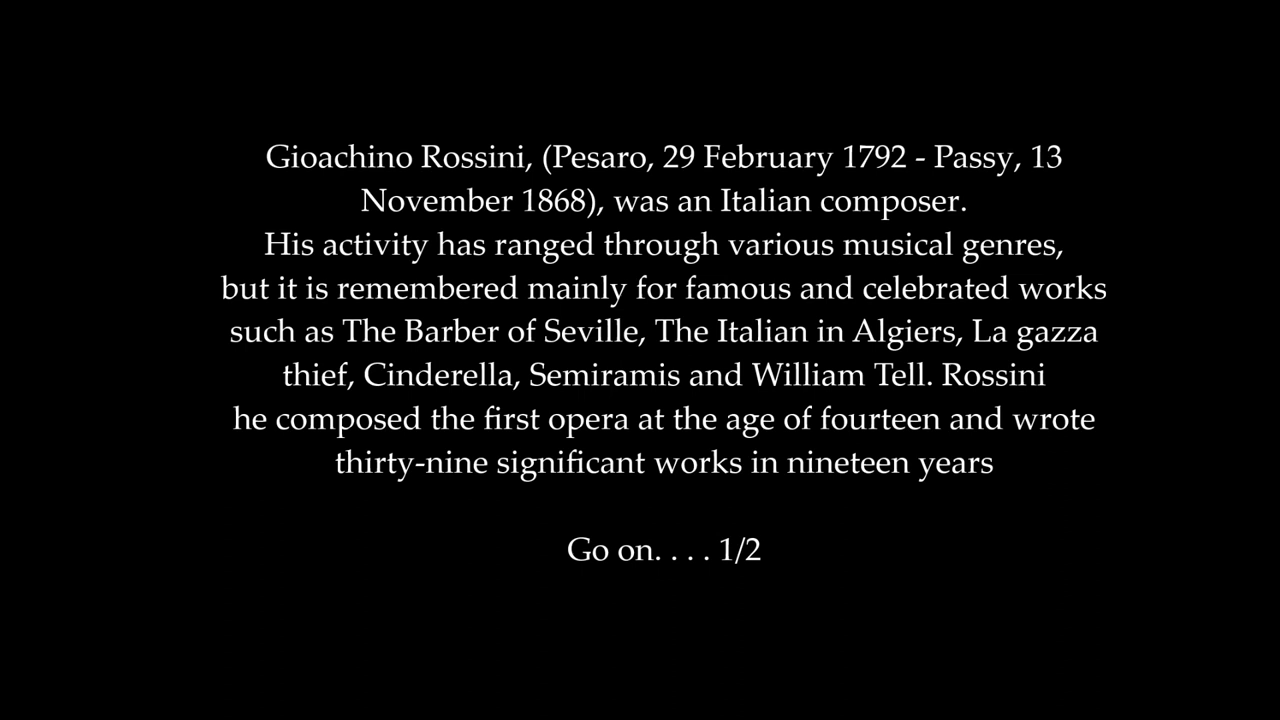 Gioachino Rossini, (Pesaro, 29 February 1792 - Passy, 13
November 1868), was an Italian composer.
His activity has ranged through various musical genres,
but it is remembered mainly for famous and celebrated works
such as The Barber of Seville, The Italian in Algiers, La gazza
thief, Cinderella, Semiramis and William Tell. Rossini
he composed the first opera at the age of fourteen and wrote
thirty-nine significant works in nineteen years
Go on. . . . 1/2